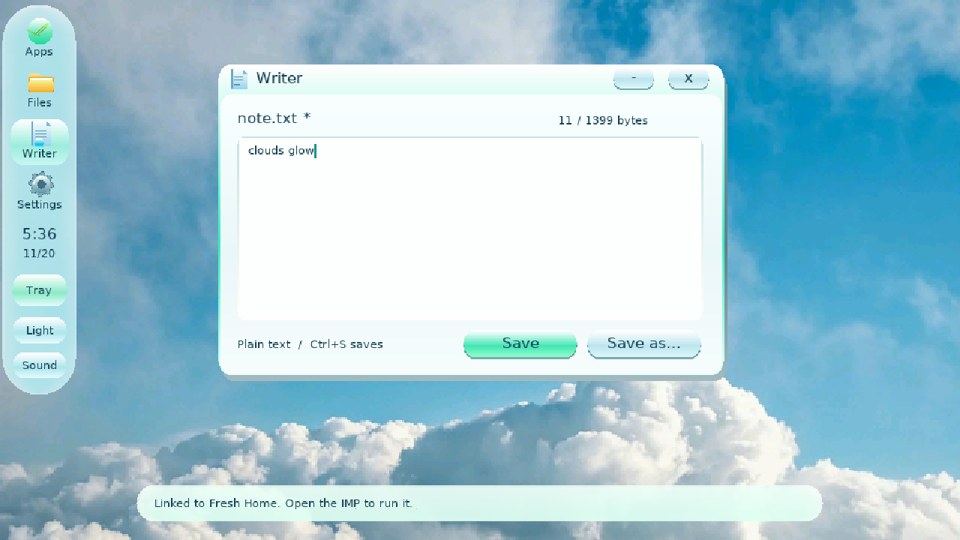 Apps
Files
Writer
Settings
5:36
11/20
Tray
Light
Sound
Writer
- X
note.txt * 11 / 1399 bytes
clouds glow
Plain text / Ctrl+S saves Save Save as...
Linked to Fresh Home. Open the IMP to run it.